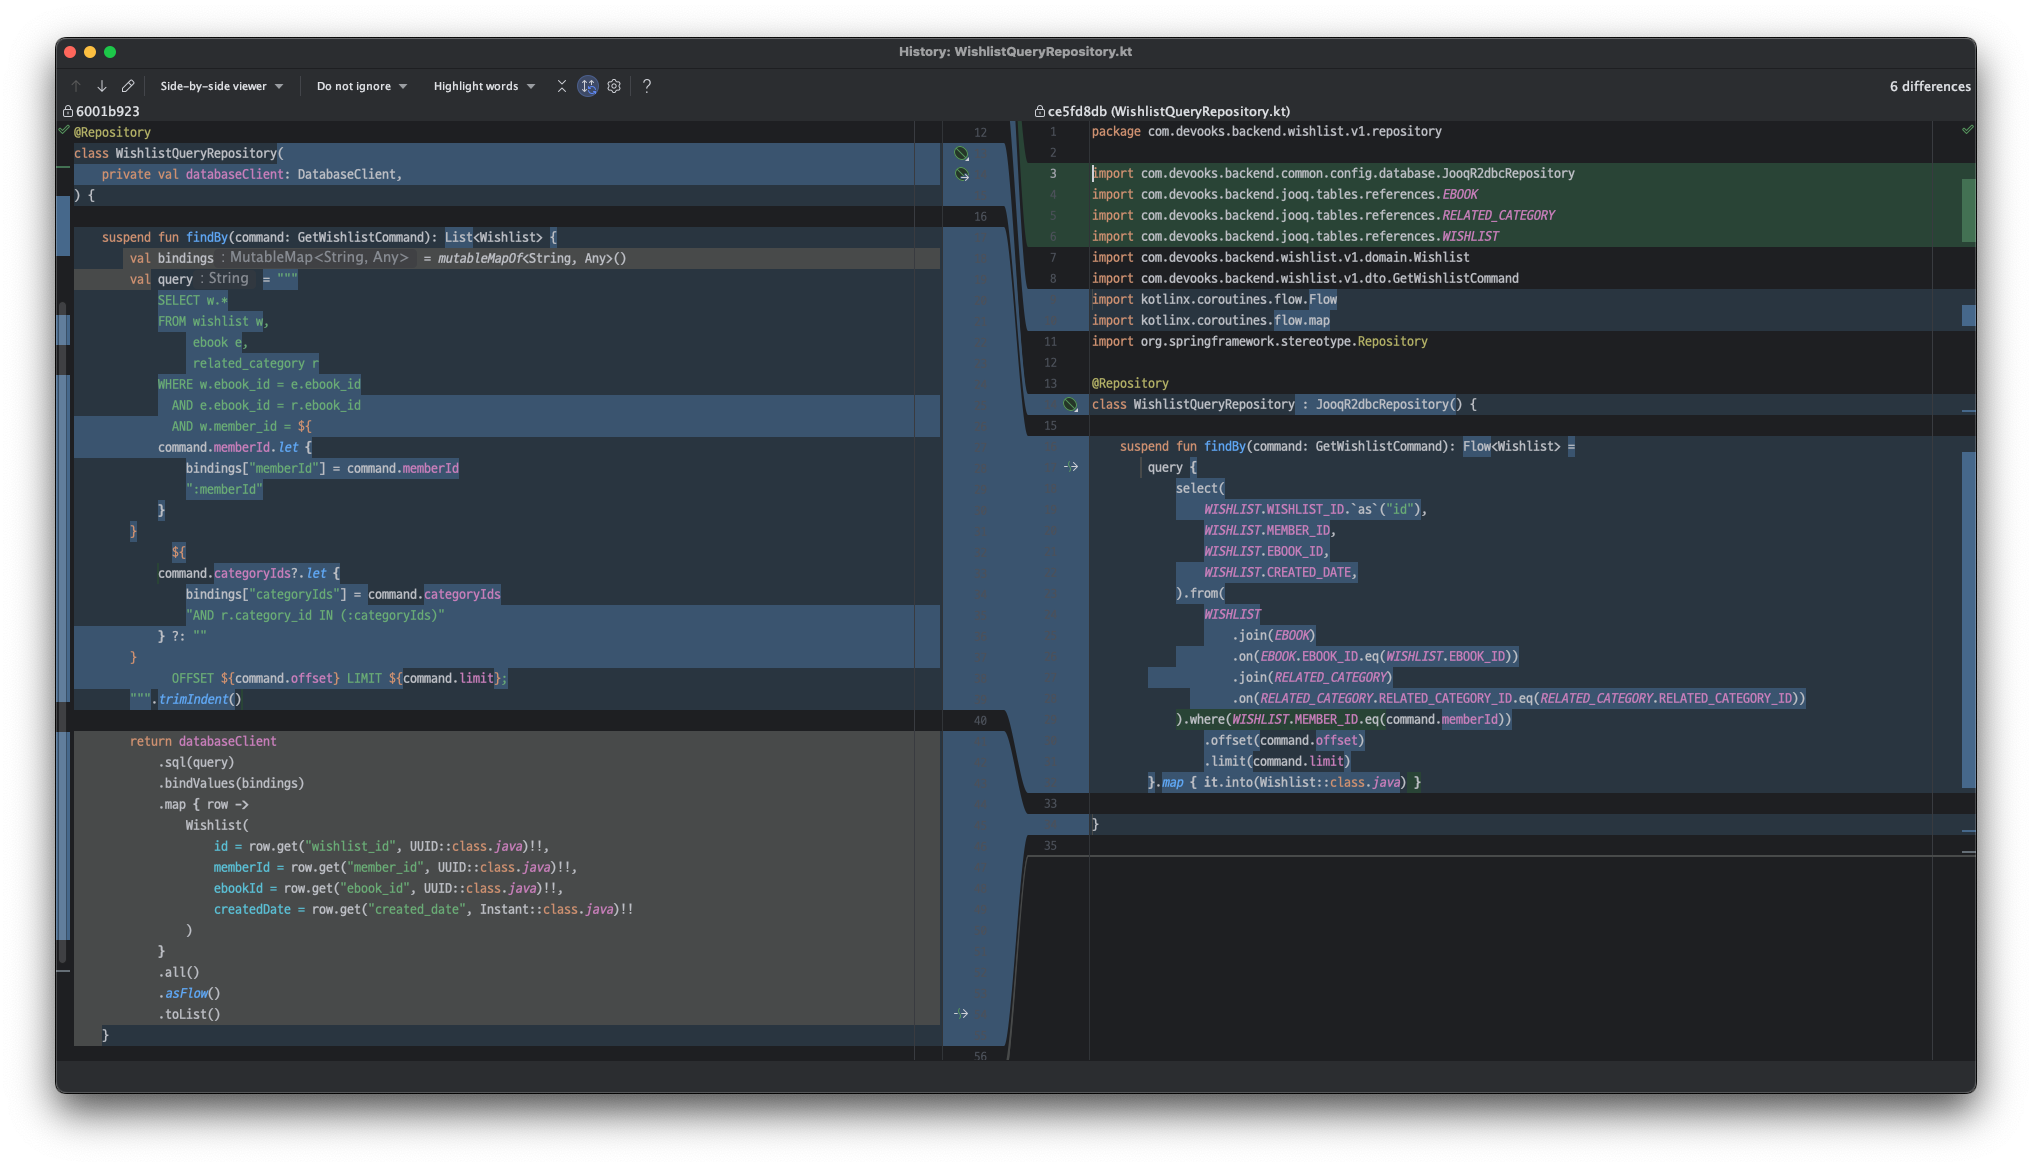 History: WishlistQueryRepository.kt
Side-by-side viewer
Do not ignore
Highlight words
?
6 differences
6001b923
@Repository
class WishlistQueryRepository(
    private val databaseClient: DatabaseClient,
) {
    suspend fun findBy(command: GetWishlistCommand): List<Wishlist> {
        val bindings : MutableMap<String, Any> = mutableMapOf<String, Any>()
        val query : String = """
            SELECT w.*
            FROM wishlist w,
                 ebook e,
                 related_category r
            WHERE w.ebook_id = e.ebook_id
              AND e.ebook_id = r.ebook_id
              AND w.member_id = ${
            command.memberId.let {
                bindings["memberId"] = command.memberId
                ":memberId"
            }
        }
              ${
            command.categoryIds?.let {
                bindings["categoryIds"] = command.categoryIds
                "AND r.category_id IN (:categoryIds)"
            } ?: ""
        }
              OFFSET ${command.offset} LIMIT ${command.limit};
        """.trimIndent()
        return databaseClient
            .sql(query)
            .bindValues(bindings)
            .map { row ->
                Wishlist(
                    id = row.get("wishlist_id", UUID::class.java)!!,
                    memberId = row.get("member_id", UUID::class.java)!!,
                    ebookId = row.get("ebook_id", UUID::class.java)!!,
                    createdDate = row.get("created_date", Instant::class.java)!!
                )
            }
            .all()
            .asFlow()
            .toList()
    }
12
16
40
56
ce5fd8db (WishlistQueryRepository.kt)
1 package com.devooks.backend.wishlist.v1.repository
2
3 import com.devooks.backend.common.config.database.JooqR2dbcRepository
4 import com.devooks.backend.jooq.tables.references.EBOOK
5 import com.devooks.backend.jooq.tables.references.RELATED_CATEGORY
6 import com.devooks.backend.jooq.tables.references.WISHLIST
7 import com.devooks.backend.wishlist.v1.domain.Wishlist
8 import com.devooks.backend.wishlist.v1.dto.GetWishlistCommand
import kotlinx.coroutines.flow.Flow
import kotlinx.coroutines.flow.map
11 import org.springframework.stereotype.Repository
12
13 @Repository
class WishlistQueryRepository : JooqR2dbcRepository() {
15
    suspend fun findBy(command: GetWishlistCommand): Flow<Wishlist> =
        query {
            select(
                WISHLIST.WISHLIST_ID.`as`("id"),
                WISHLIST.MEMBER_ID,
                WISHLIST.EBOOK_ID,
                WISHLIST.CREATED_DATE,
            ).from(
                WISHLIST
                    .join(EBOOK)
                    .on(EBOOK.EBOOK_ID.eq(WISHLIST.EBOOK_ID))
                    .join(RELATED_CATEGORY)
                    .on(RELATED_CATEGORY.RELATED_CATEGORY_ID.eq(RELATED_CATEGORY.RELATED_CATEGORY_ID))
            ).where(WISHLIST.MEMBER_ID.eq(command.memberId))
                .offset(command.offset)
                .limit(command.limit)
        }.map { it.into(Wishlist::class.java) }
33
}
35